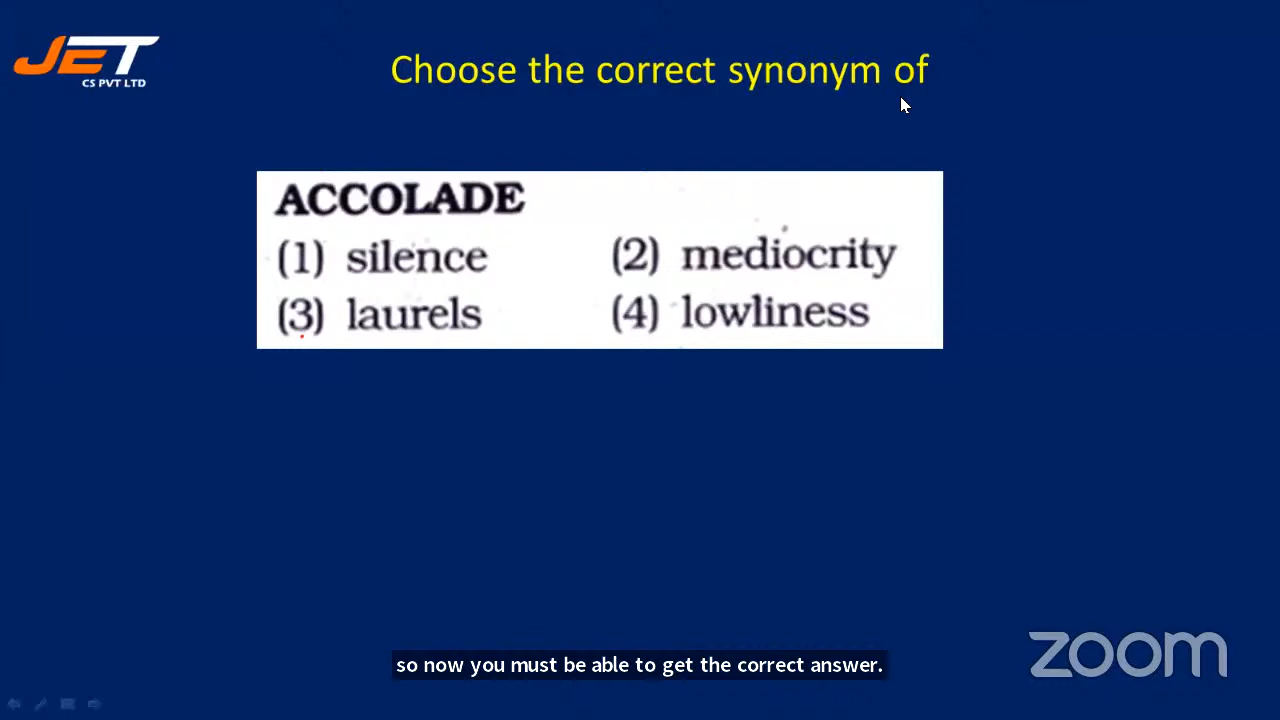 JET
CS PVT LTD
Choose the correct synonym of
ACCOLADE
(1) silence (2) mediocrity
(3) laurels (4) lowliness
so now you must be able to get the correct answer.
zoom